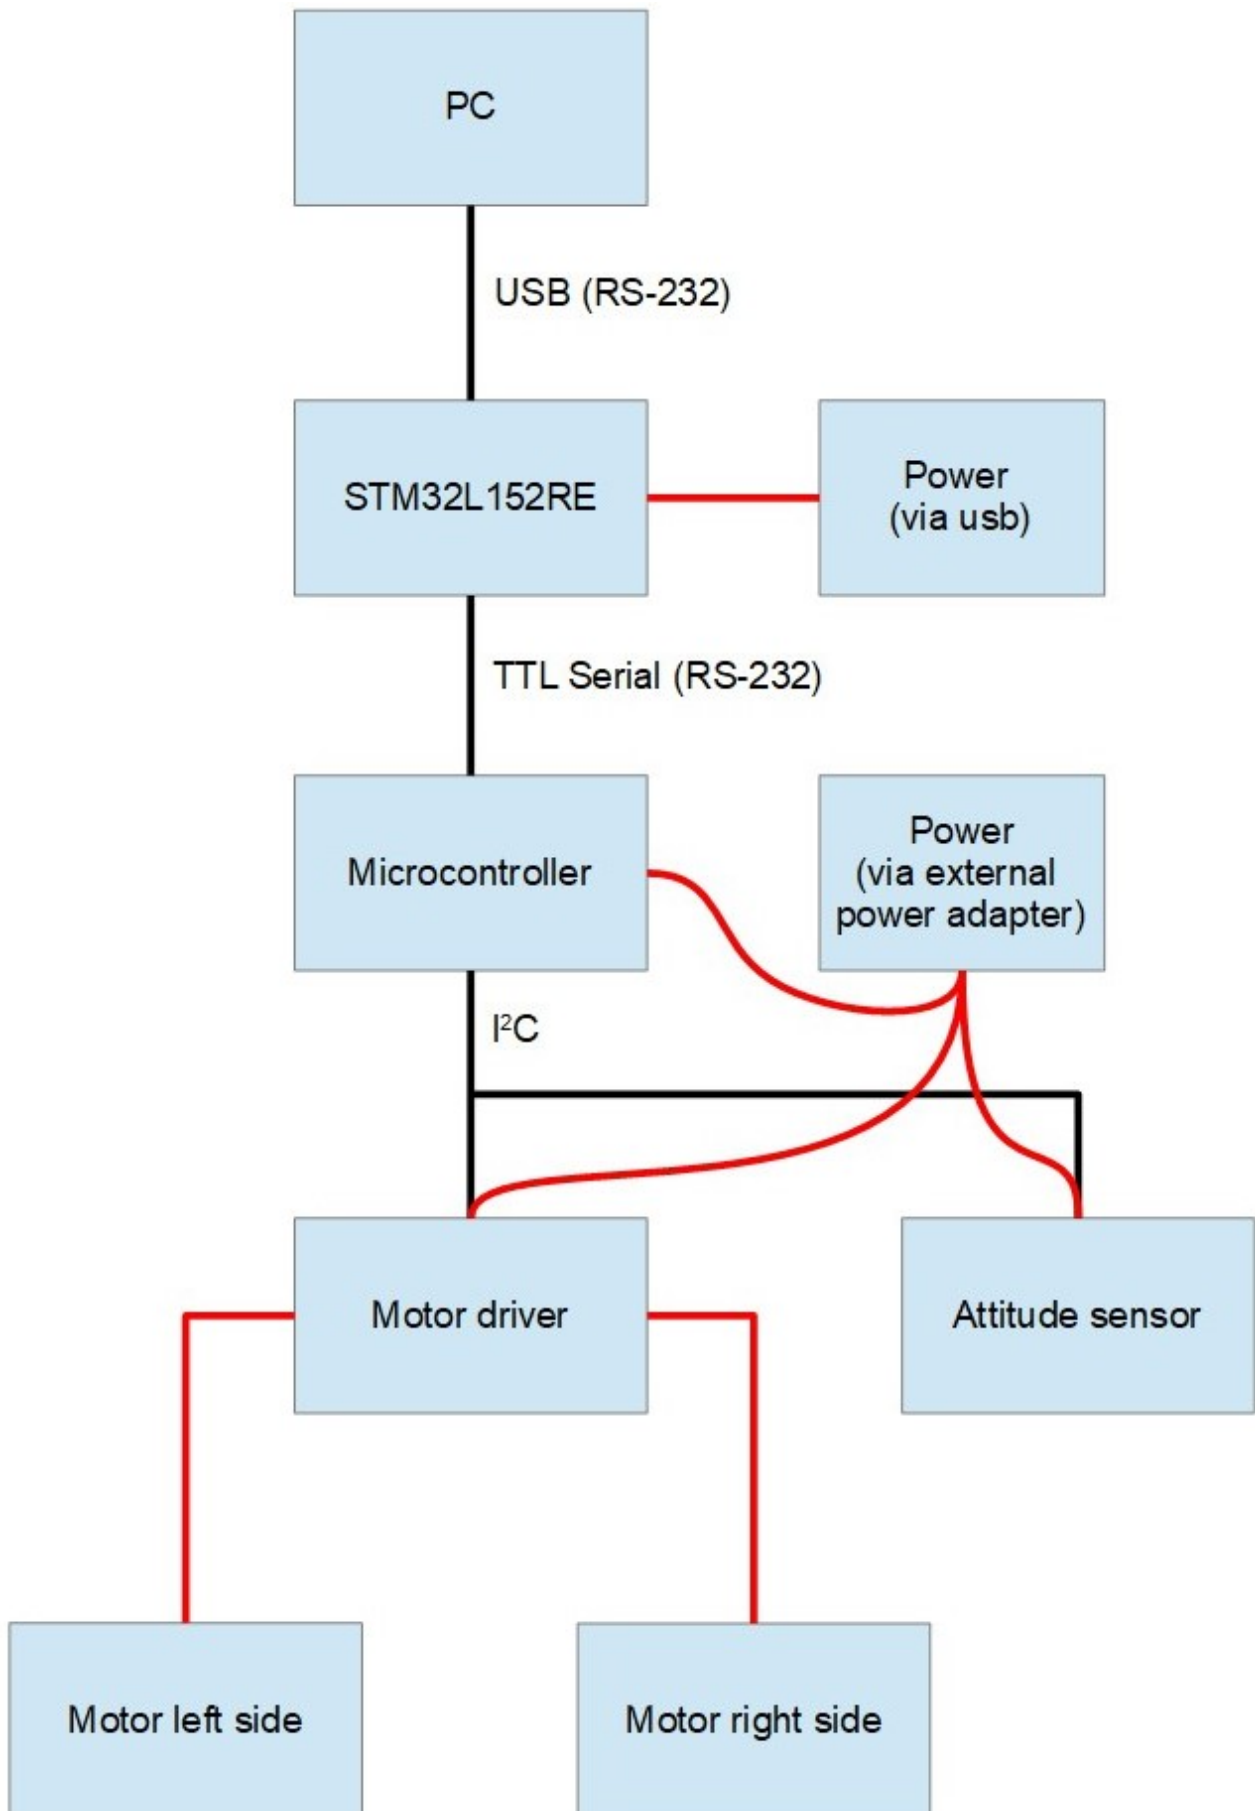 PC
USB (RS-232)
STM32L152RE
Power
(via usb)
TTL Serial (RS-232)
Microcontroller
Power
(via external
power adapter)
I²C
Motor driver
Attitude sensor
Motor left side
Motor right side